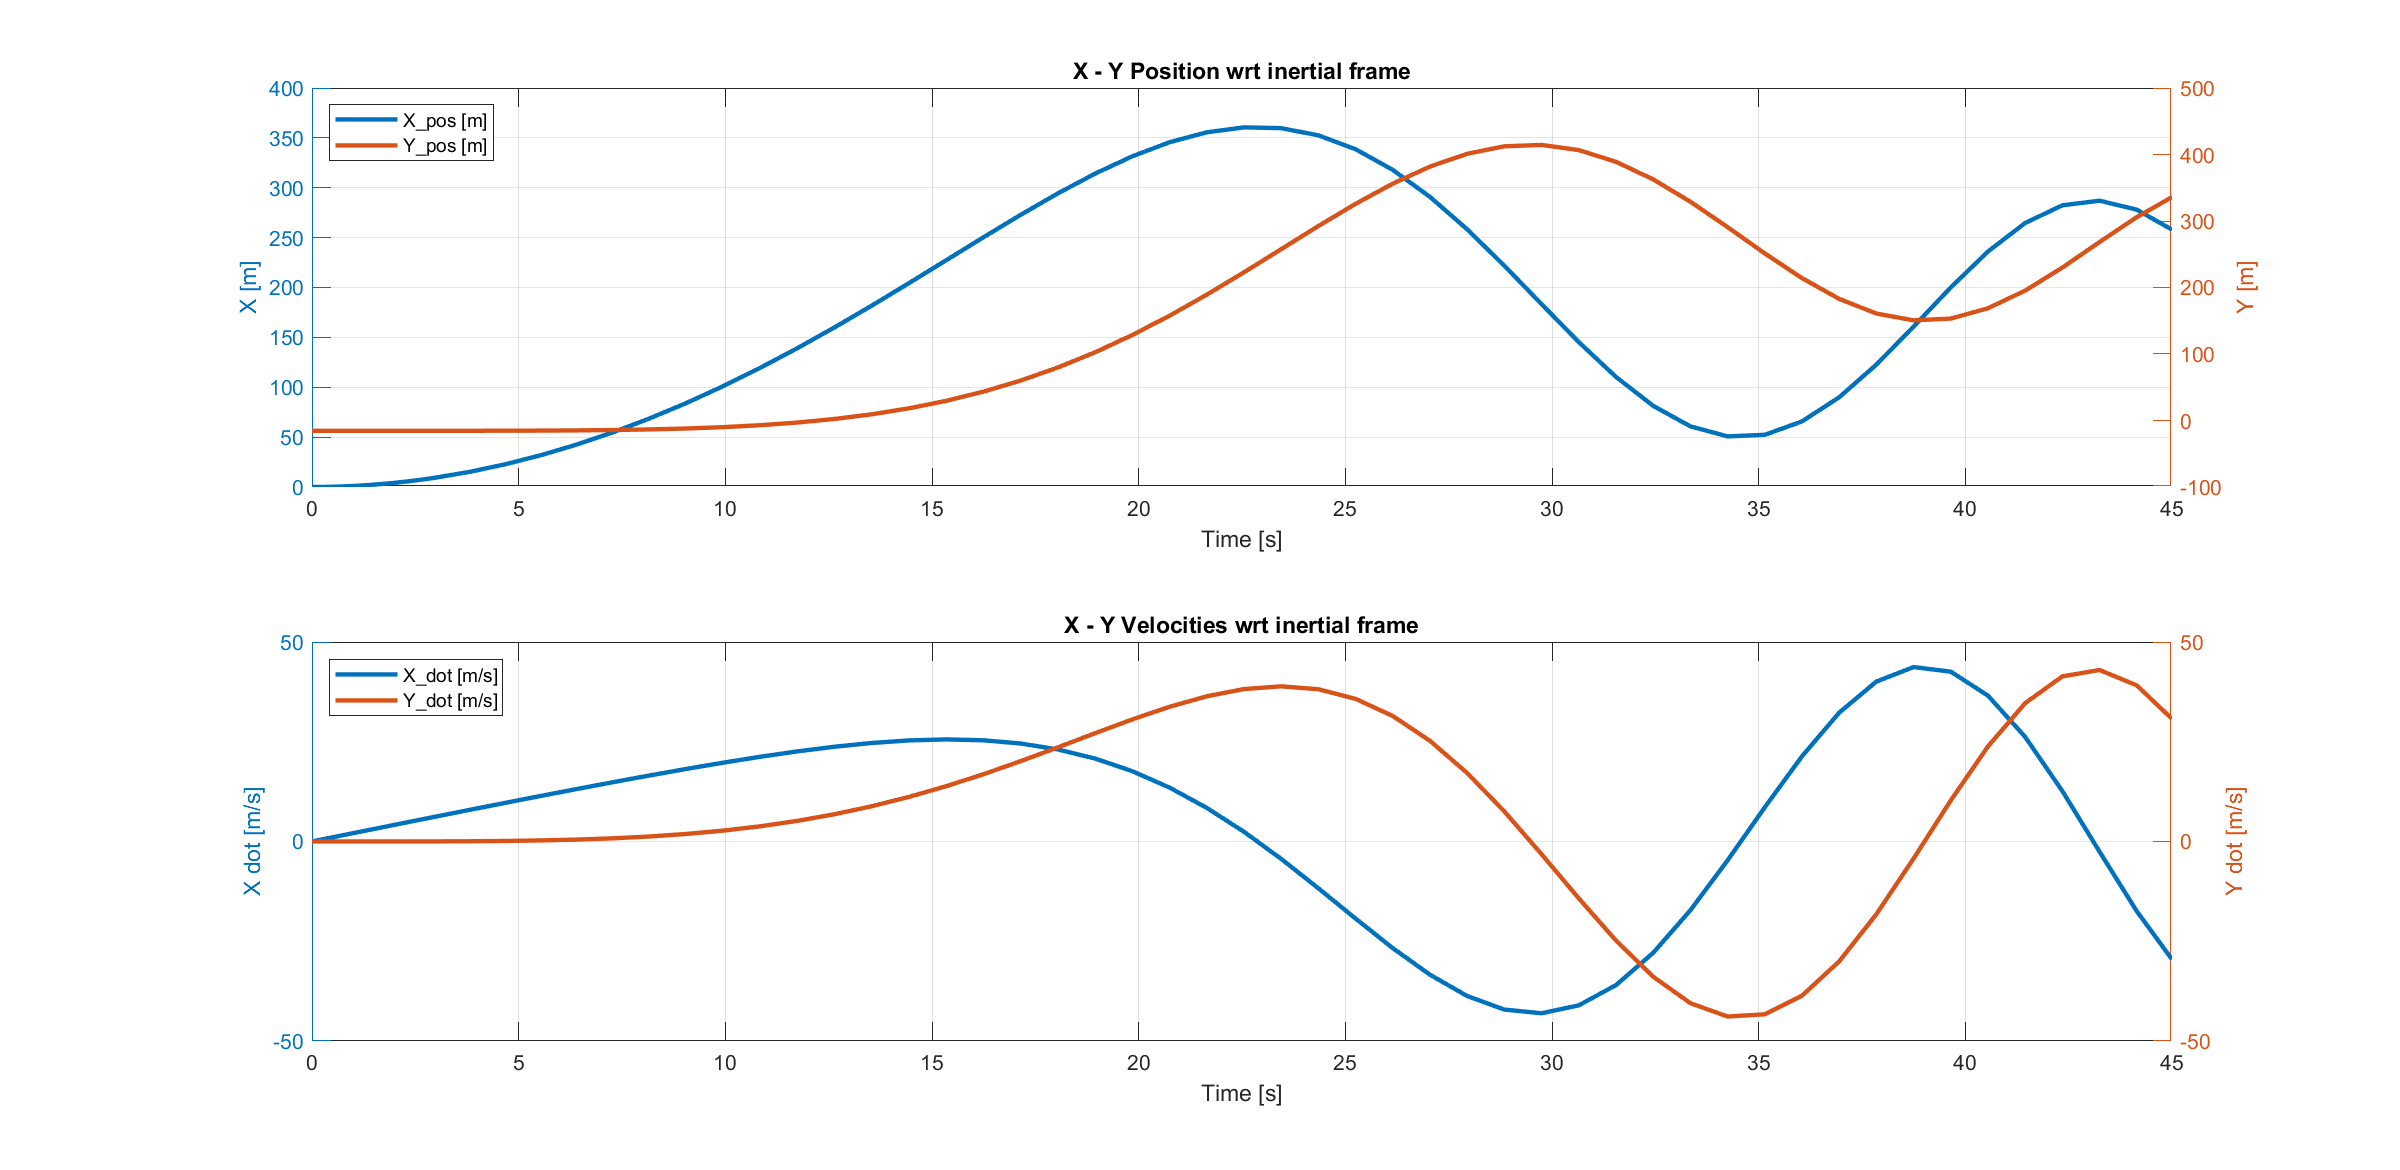 X - Y Position wrt inertial frame
400
350
300
250
200
150
100
50
0
X [m]
X_pos [m]
Y_pos [m]
500
400
300
200
100
0
-100
Y [m]
0 5 10 15 20 25 30 35 40 45
Time [s]
X - Y Velocities wrt inertial frame
50
0
-50
X dot [m/s]
X_dot [m/s]
Y_dot [m/s]
50
0
-50
Y dot [m/s]
0 5 10 15 20 25 30 35 40 45
Time [s]